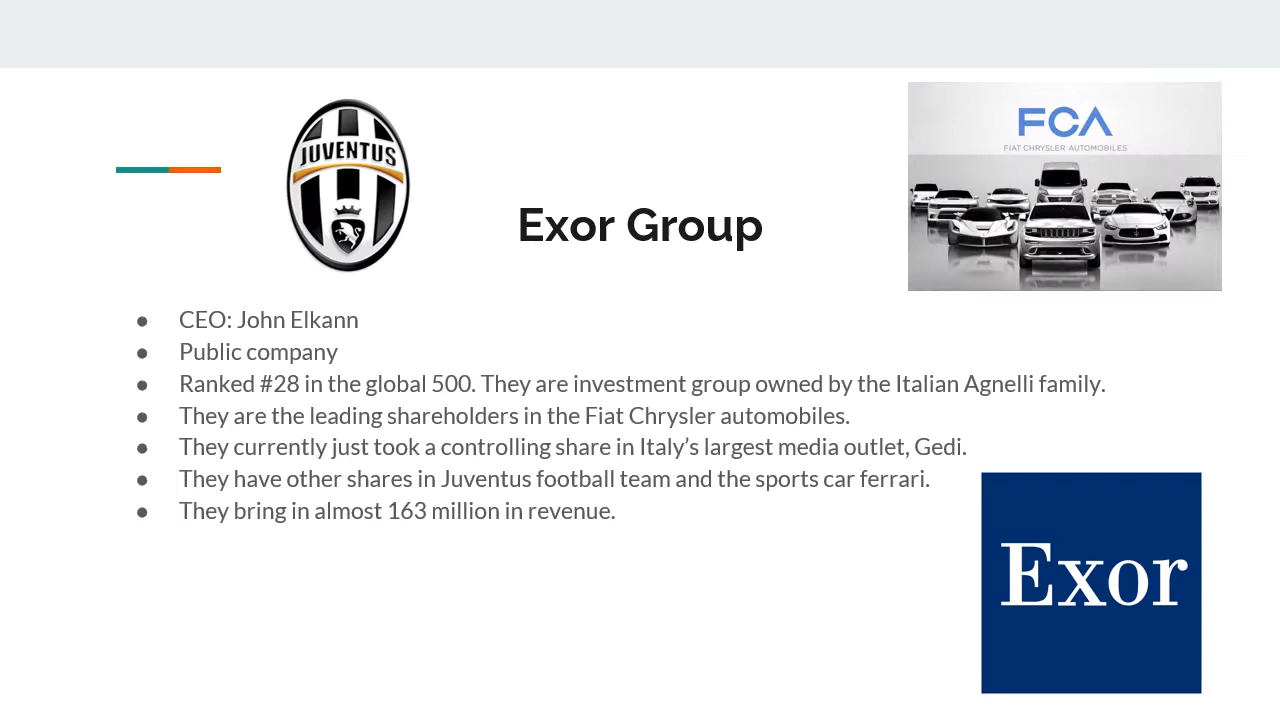 JUVENTUS
FCA
FIAT CHRYSLER AUTOMOBILES
Exor Group
● CEO: John Elkann
● Public company
● Ranked #28 in the global 500. They are investment group owned by the Italian Agnelli family.
● They are the leading shareholders in the Fiat Chrysler automobiles.
● They currently just took a controlling share in Italy’s largest media outlet, Gedi.
● They have other shares in Juventus football team and the sports car ferrari.
● They bring in almost 163 million in revenue.
Exor